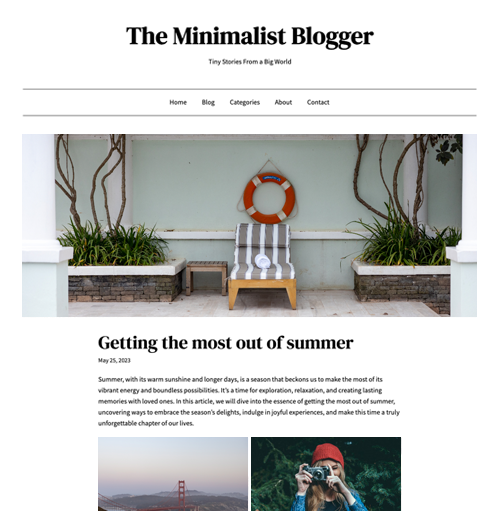 The Minimalist Blogger
Tiny Stories From a Big World
Home Blog Categories About Contact
Getting the most out of summer
May 25, 2023
Summer, with its warm sunshine and longer days, is a season that beckons us to make the most of its
vibrant energy and boundless possibilities. It's a time for exploration, relaxation, and creating lasting
memories with loved ones. In this article, we will dive into the essence of getting the most out of summer,
uncovering ways to embrace the season's delights, indulge in joyful experiences, and make this time a truly
unforgettable chapter of our lives.